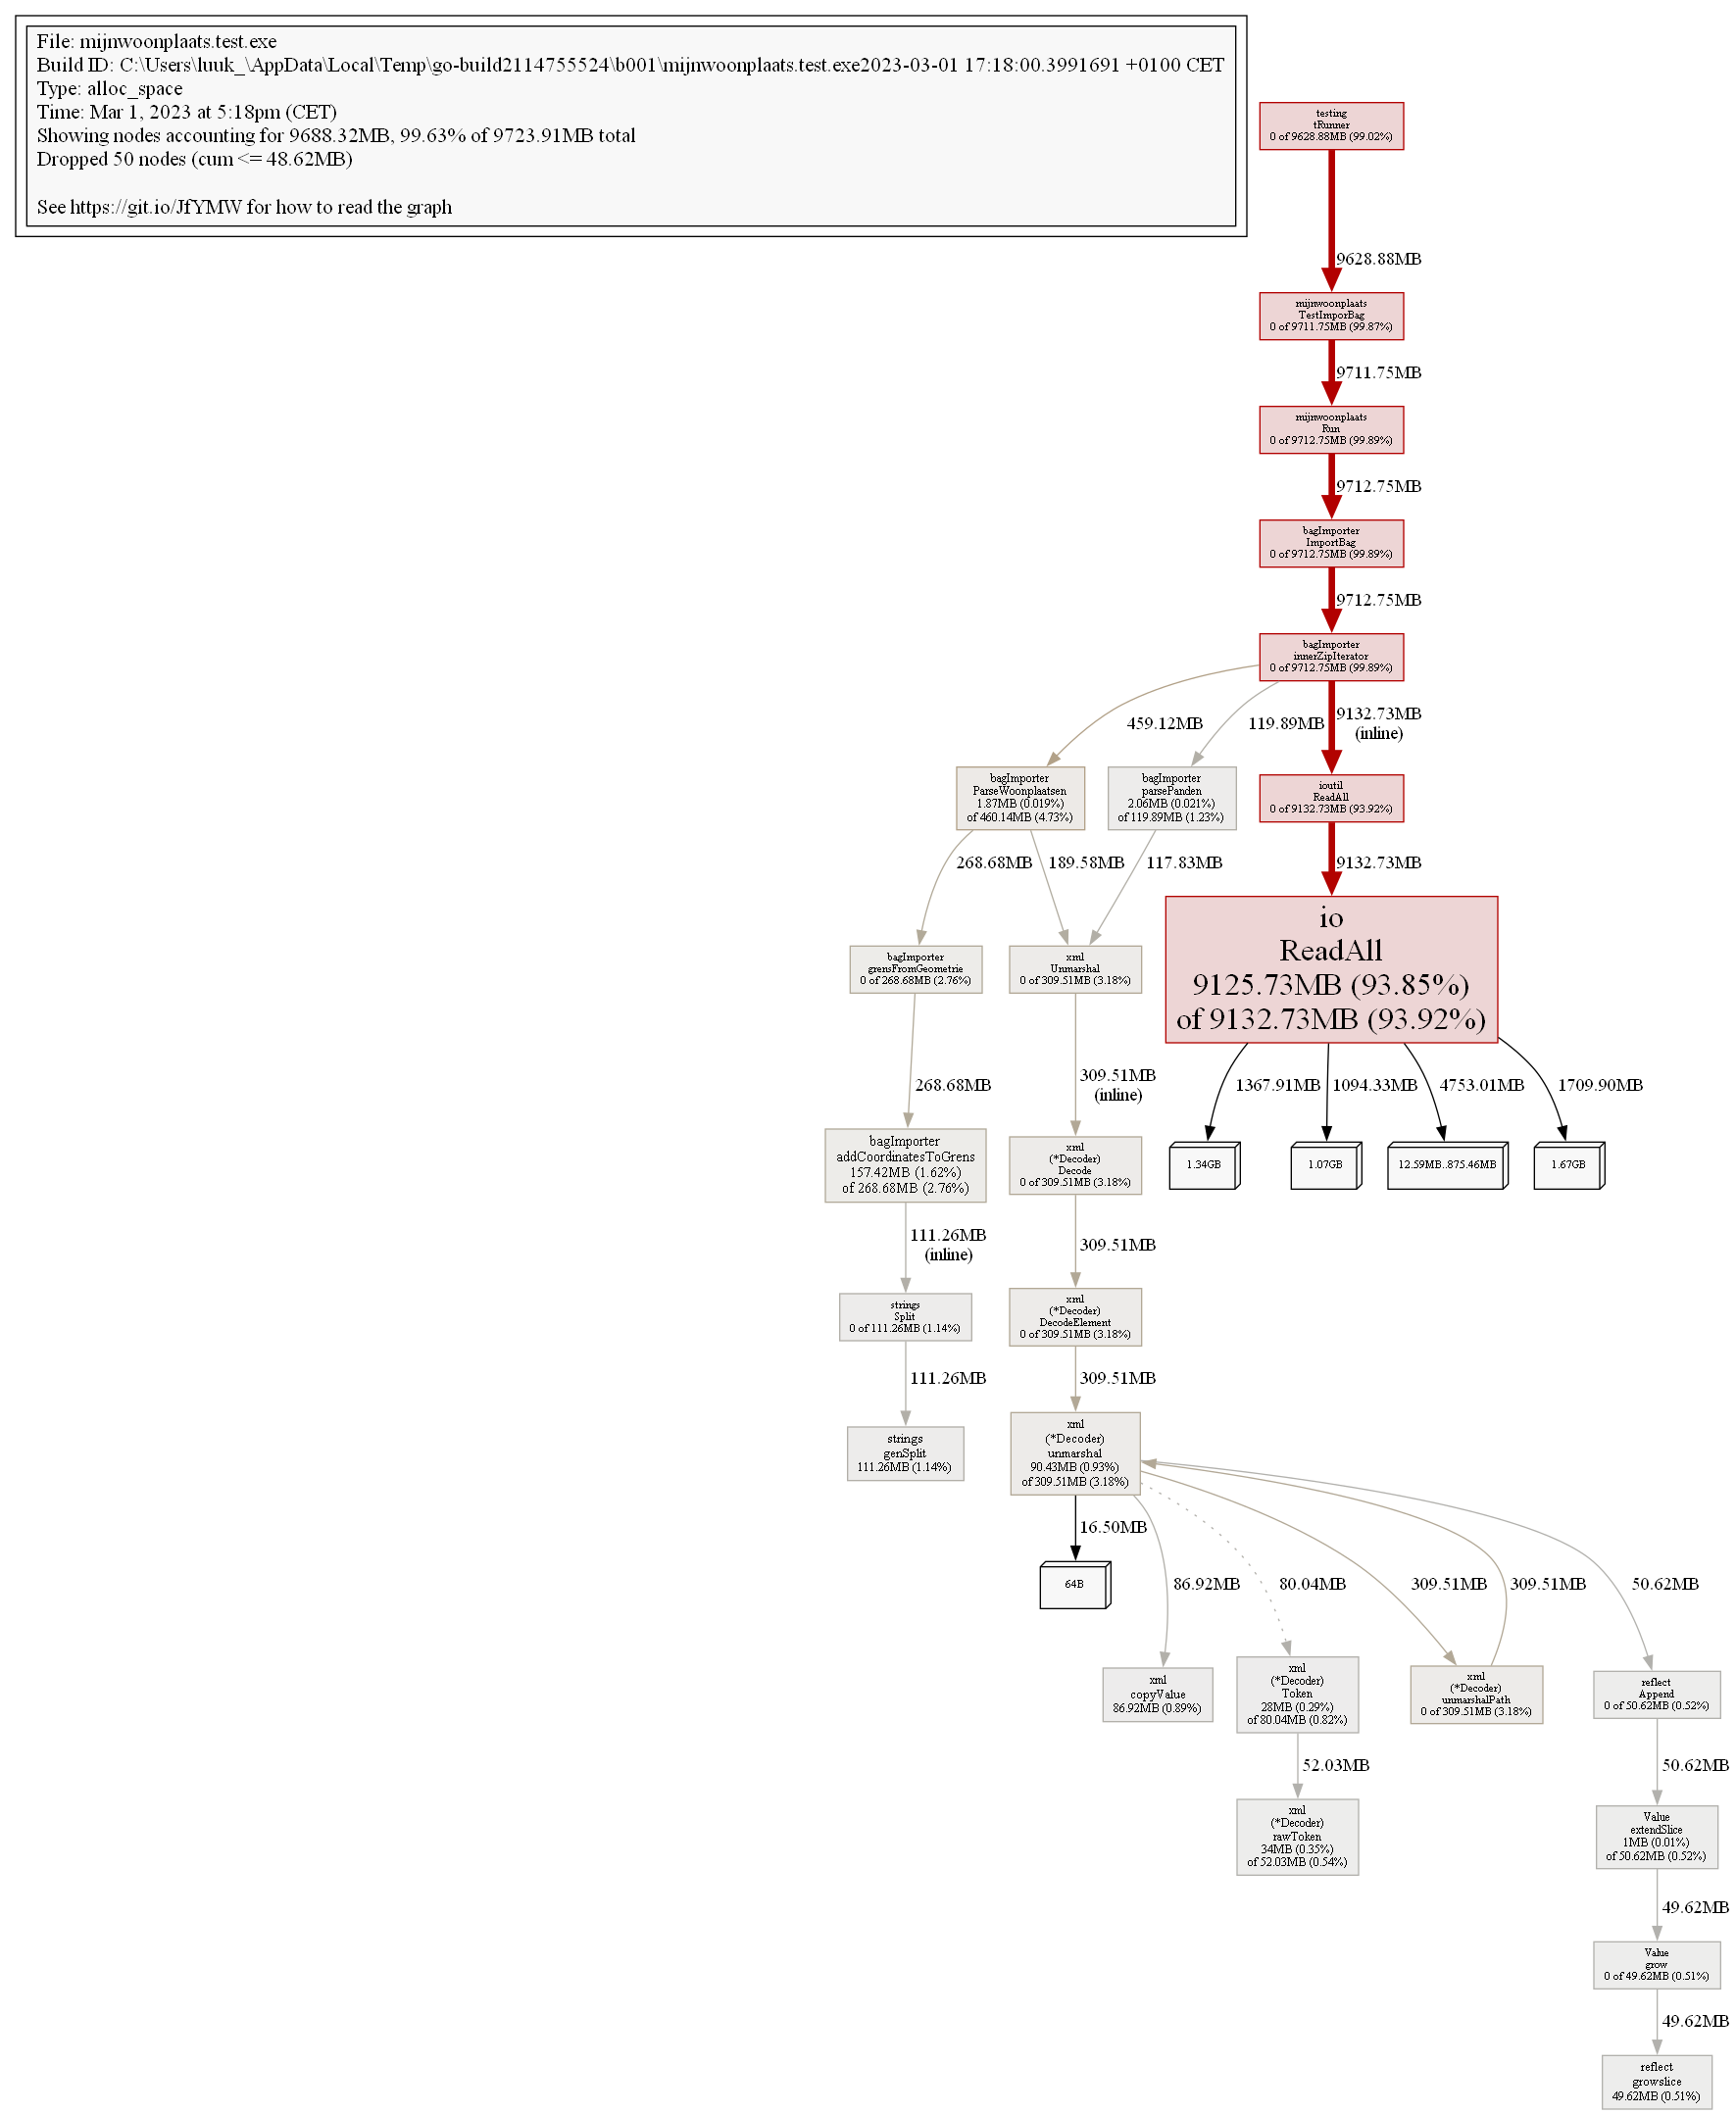 File: mijnwoonplaats.test.exe
Build ID: C:\Users\luuk_\AppData\Local\Temp\go-build2114755524\b001\mijnwoonplaats.test.exe2023-03-01 17:18:00.3991691 +0100 CET
Type: alloc_space
Time: Mar 1, 2023 at 5:18pm (CET)
Showing nodes accounting for 9688.32MB, 99.63% of 9723.91MB total
Dropped 50 nodes (cum <= 48.62MB)
See https://git.io/JfYMW for how to read the graph
testing
tRunner
0 of 9628.88MB (99.02%)
9628.88MB
mijnwoonplaats
TestImporBag
0 of 9711.75MB (99.87%)
9711.75MB
mijnwoonplaats
Run
0 of 9712.75MB (99.89%)
9712.75MB
bagImporter
ImportBag
0 of 9712.75MB (99.89%)
9712.75MB
bagImporter
innerZipIterator
0 of 9712.75MB (99.89%)
459.12MB
119.89MB
9132.73MB
(inline)
bagImporter
ParseWoonplaatsen
1.87MB (0.019%)
of 460.14MB (4.73%)
bagImporter
parsePanden
2.06MB (0.021%)
of 119.89MB (1.23%)
ioutil
ReadAll
0 of 9132.73MB (93.92%)
268.68MB
189.58MB
117.83MB
9132.73MB
bagImporter
grensFromGeometrie
0 of 268.68MB (2.76%)
xml
Unmarshal
0 of 309.51MB (3.18%)
io
ReadAll
9125.73MB (93.85%)
of 9132.73MB (93.92%)
268.68MB
309.51MB
(inline)
1367.91MB
1094.33MB
4753.01MB
1709.90MB
bagImporter
addCoordinatesToGrens
157.42MB (1.62%)
of 268.68MB (2.76%)
xml
(*Decoder)
Decode
0 of 309.51MB (3.18%)
1.34GB
1.07GB
12.59MB..875.46MB
1.67GB
111.26MB
(inline)
309.51MB
strings
Split
0 of 111.26MB (1.14%)
xml
(*Decoder)
DecodeElement
0 of 309.51MB (3.18%)
111.26MB
309.51MB
strings
genSplit
111.26MB (1.14%)
xml
(*Decoder)
unmarshal
90.43MB (0.93%)
of 309.51MB (3.18%)
16.50MB
64B
86.92MB
80.04MB
309.51MB
309.51MB
50.62MB
xml
copyValue
86.92MB (0.89%)
xml
(*Decoder)
Token
28MB (0.29%)
of 80.04MB (0.82%)
xml
(*Decoder)
unmarshalPath
0 of 309.51MB (3.18%)
reflect
Append
0 of 50.62MB (0.52%)
52.03MB
50.62MB
xml
(*Decoder)
rawToken
34MB (0.35%)
of 52.03MB (0.54%)
Value
extendSlice
1MB (0.01%)
of 50.62MB (0.52%)
49.62MB
Value
grow
0 of 49.62MB (0.51%)
49.62MB
reflect
growslice
49.62MB (0.51%)